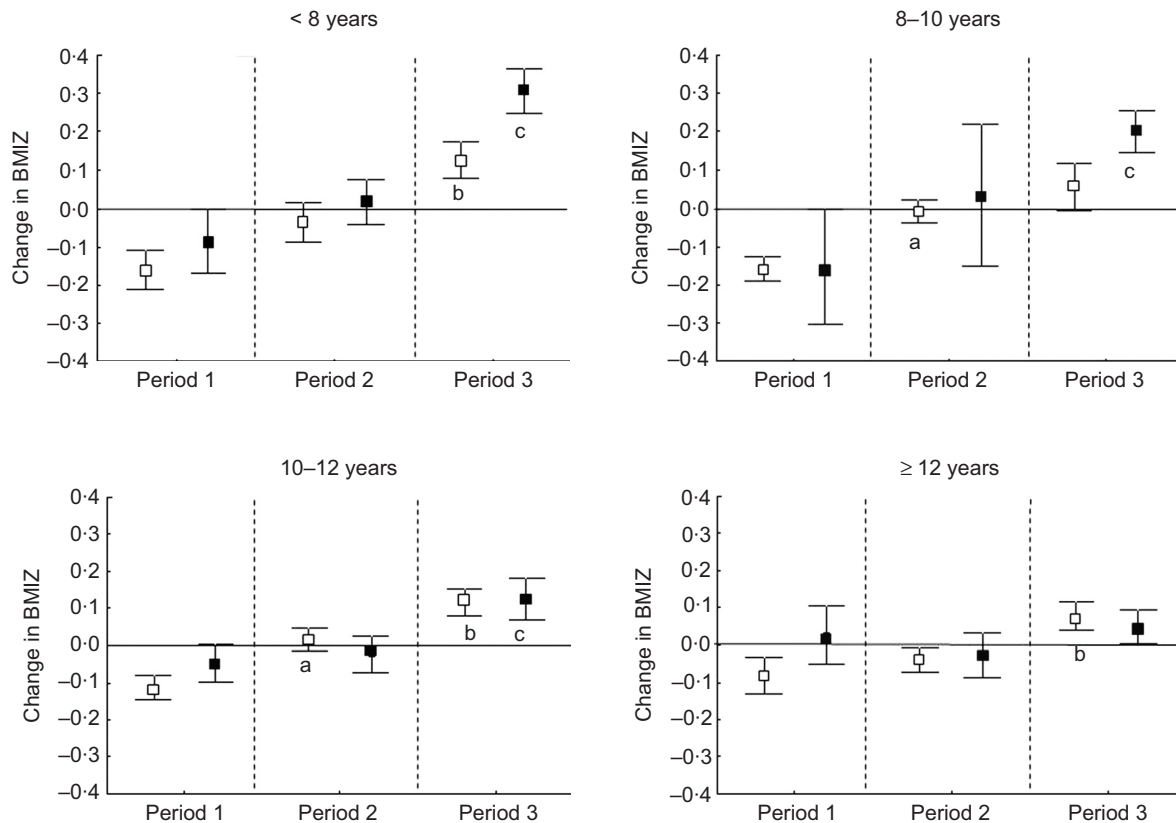 < 8 years
0·4
0·3
0·2
0·1
0·0
–0·1
–0·2
–0·3
–0·4
Change in BMIZ
b
c
Period 1 Period 2 Period 3
8–10 years
0·4
0·3
0·2
0·1
0·0
–0·1
–0·2
–0·3
–0·4
Change in BMIZ
a
c
Period 1 Period 2 Period 3
10–12 years
0·4
0·3
0·2
0·1
0·0
–0·1
–0·2
–0·3
–0·4
Change in BMIZ
a
b c
Period 1 Period 2 Period 3
≥ 12 years
0·4
0·3
0·2
0·1
0·0
–0·1
–0·2
–0·3
–0·4
Change in BMIZ
b
Period 1 Period 2 Period 3